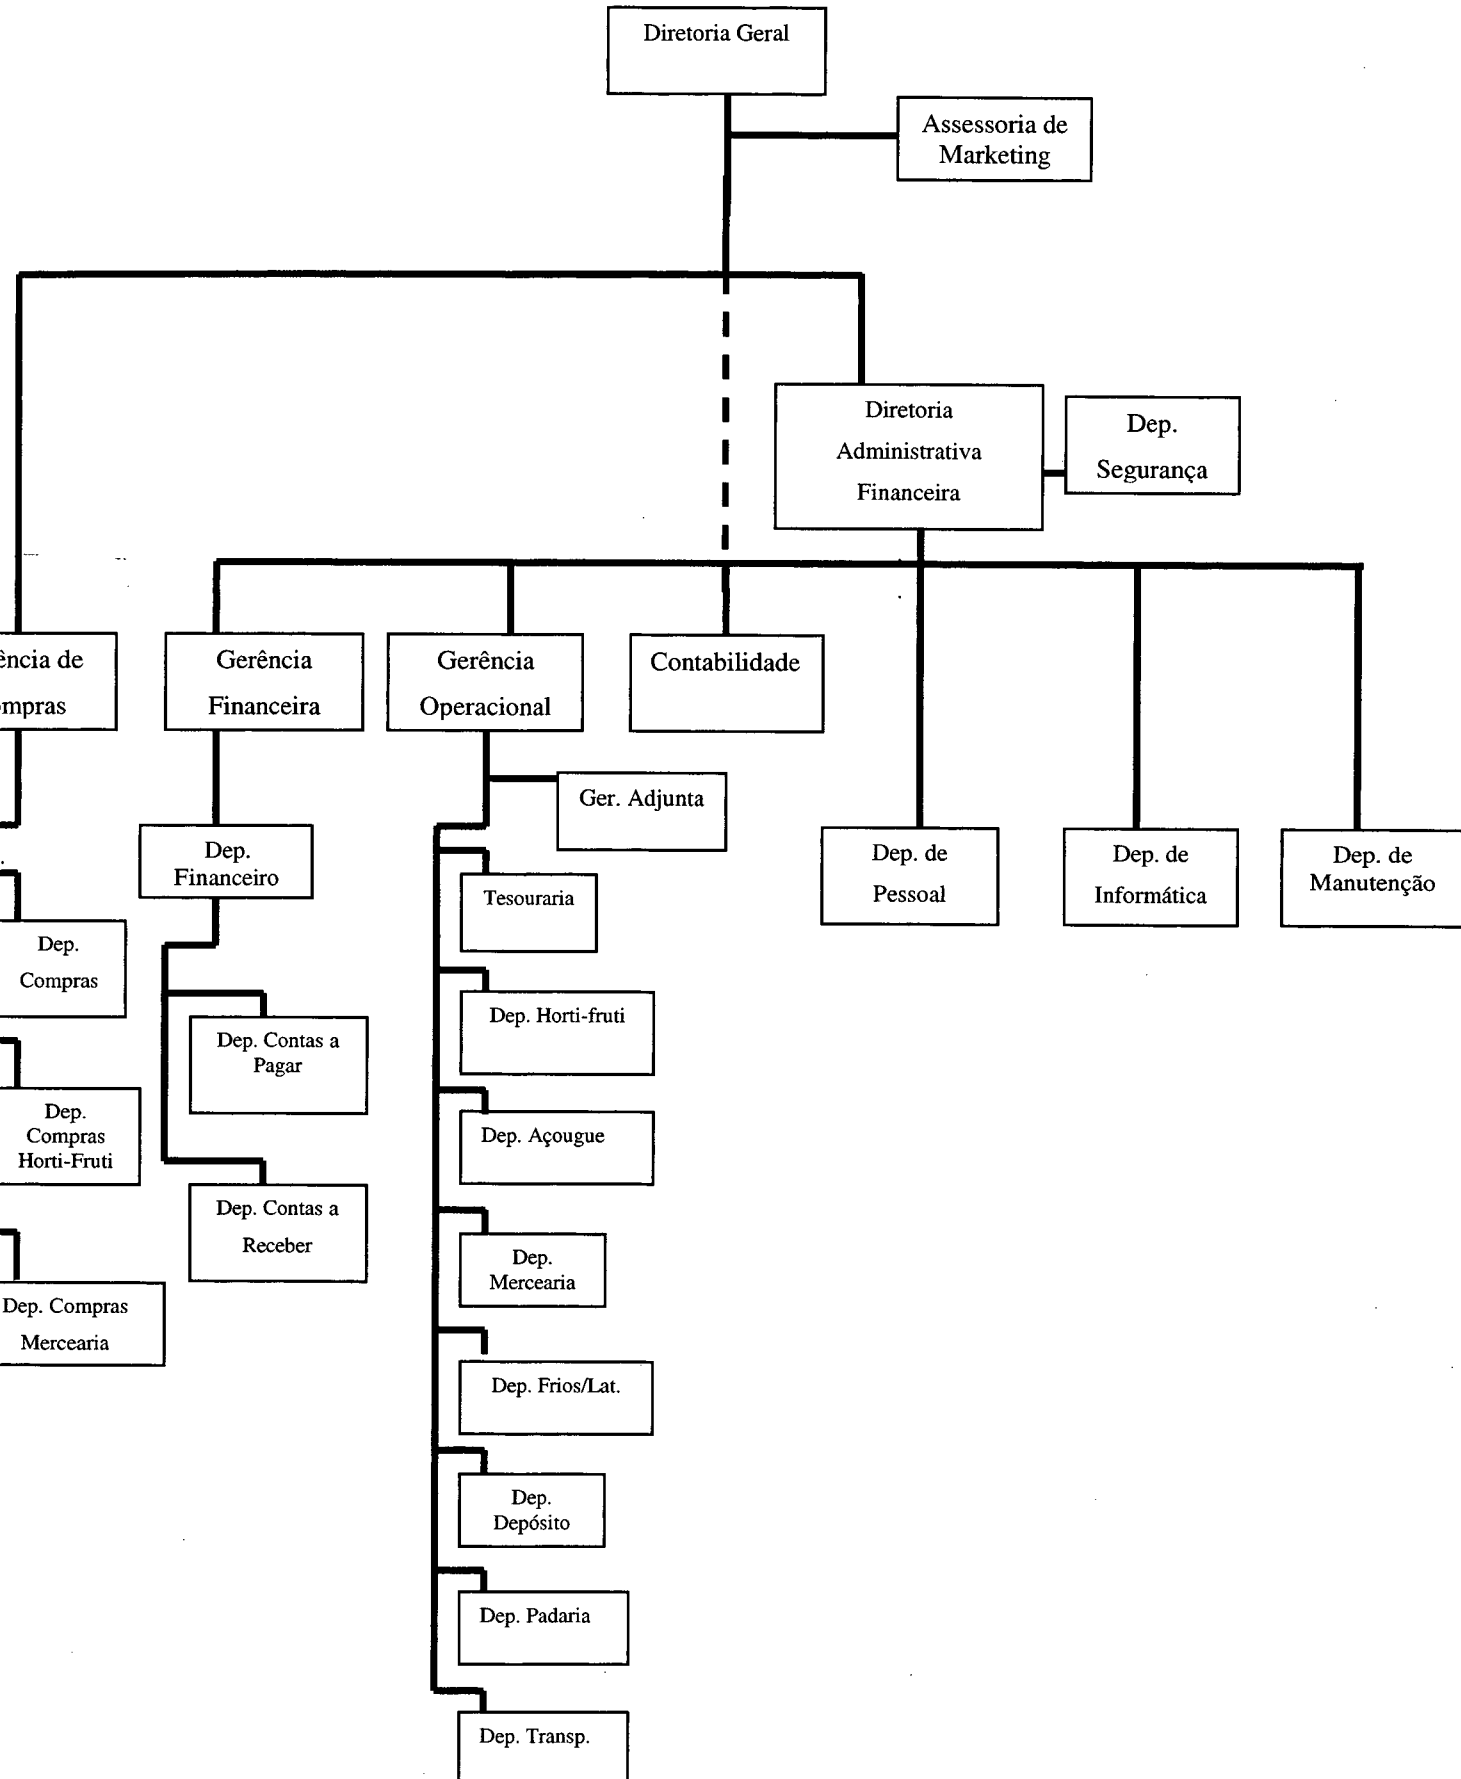 Diretoria Geral
Assessoria de
Marketing
Diretoria
Administrativa
Financeira
Dep.
Segurança
ência de
mpras
Gerência
Financeira
Gerência
Operacional
Contabilidade
Ger. Adjunta
Dep.
Financeiro
Dep. de
Pessoal
Dep. de
Informática
Dep. de
Manutenção
Tesouraria
Dep.
Compras
Dep. Horti-fruti
Dep. Contas a
Pagar
Dep.
Compras
Horti-Fruti
Dep. Açougue
Dep. Contas a
Receber
Dep.
Mercearia
Dep. Compras
Mercearia
Dep. Frios/Lat.
Dep.
Depósito
Dep. Padaria
Dep. Transp.